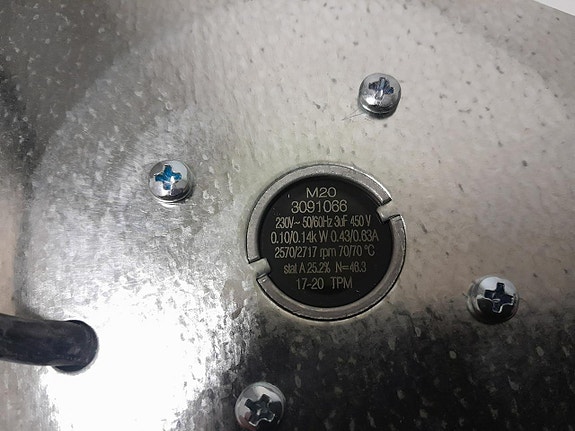 M20
3091066
230V~ 50/60Hz 3uF 450 V
0.10/0.14k W 0.43/0.63A
2570/2717 rpm 70/70 °C
stat A 25.2% N=46.3
17-20 TPM